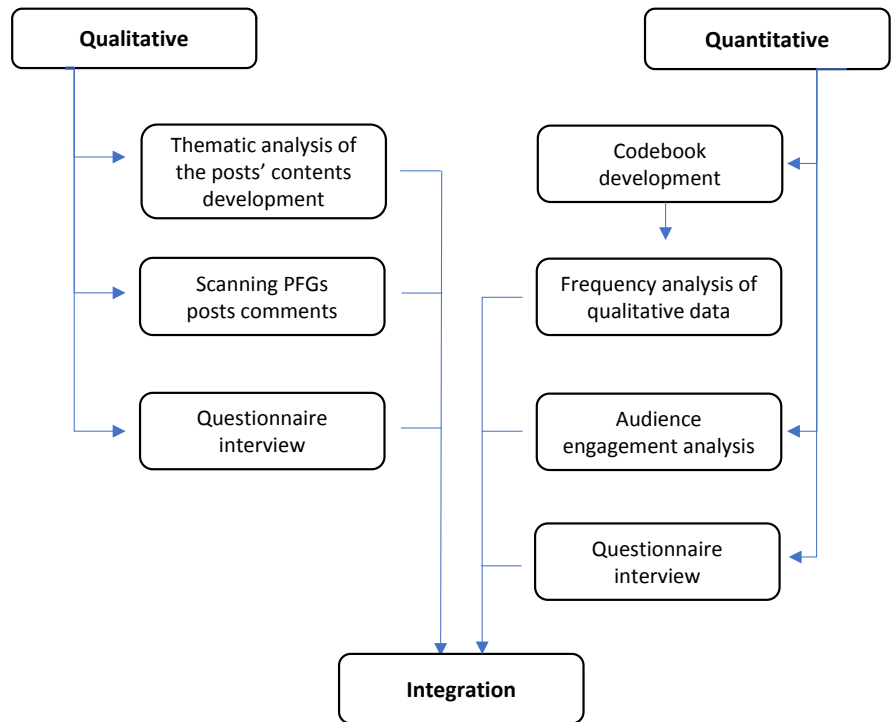 Qualitative
Quantitative
Thematic analysis of
the posts’ contents
development
Codebook
development
Scanning PFGs
posts comments
Frequency analysis of
qualitative data
Questionnaire
interview
Audience
engagement analysis
Questionnaire
interview
Integration